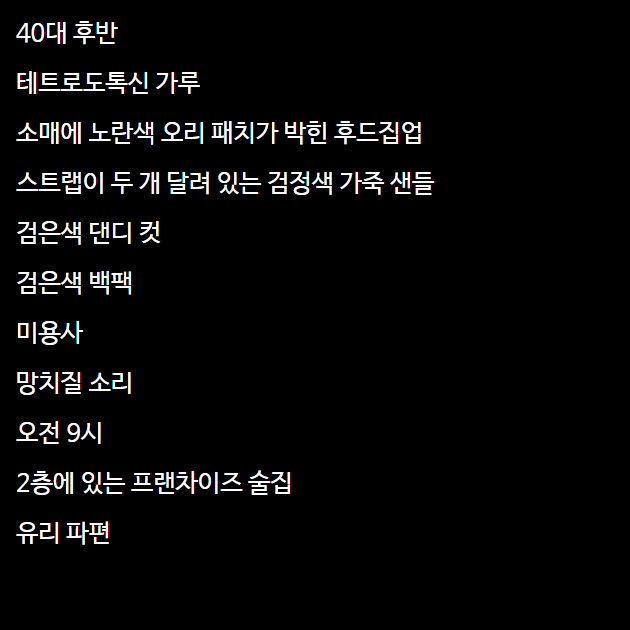 40대 후반
테트로도톡신 가루
소매에 노란색 오리 패치가 박힌 후드집업
스트랩이 두 개 달려 있는 검정색 가죽 샌들
검은색 댄디 컷
검은색 백팩
미용사
망치질 소리
오전 9시
2층에 있는 프랜차이즈 술집
유리 파편